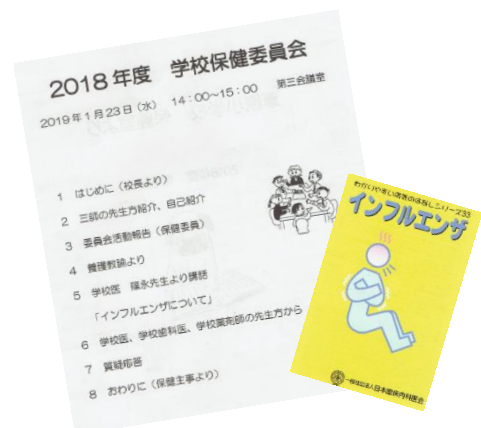 2018年度 学校保健委員会
2019年1月23日（水） 14：00～15：00 第三会議室
1 はじめに（校長より）
2 三師の先生方紹介、自己紹介
3 委員会活動報告（保健委員）
4 養護教諭より
5 学校医 篠永先生より講話
「インフルエンザについて」
6 学校医、学校歯科医、学校薬剤師の先生方から
7 質疑応答
8 おわりに（保健主事より）
わかりやすい病気のはなしシリーズ33
インフルエンザ
一般社団法人日本臨床内科医会